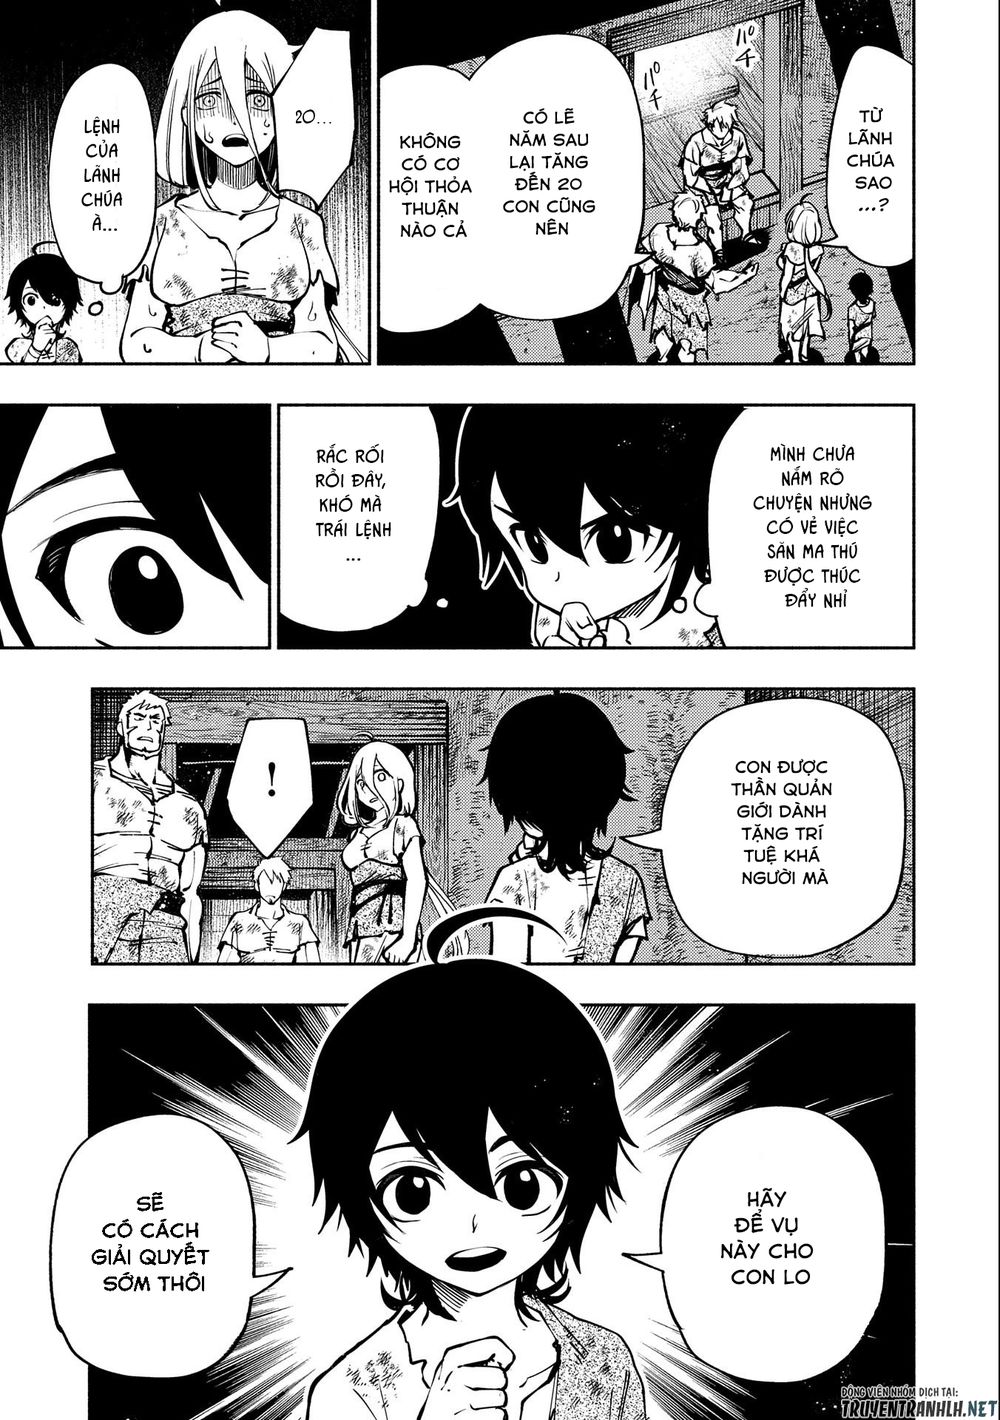 TỪ
LÃNH
CHÚA
SAO
...?
パチ
パチ
CÓ LẼ
NĂM SAU
LẠI TĂNG
ĐẾN 20
CON CŨNG
NÊN
KHÔNG
CÓ CƠ
HỘI THỎA
THUẬN
NÀO CẢ
20...
LỆNH
CỦA
LÃNH
CHÚA
À...
MÌNH CHƯA
NẮM RÕ
CHUYỆN NHƯNG
CÓ VẺ VIỆC
SĂN MA THÚ
ĐƯỢC THÚC
ĐẨY NHỈ
RẮC RỐI
RỒI ĐÂY,
KHÓ MÀ
TRÁI LỆNH
...
CON ĐƯỢC
THẦN QUẢN
GIỚI DÀNH
TẶNG TRÍ
TUỆ KHÁ
NGƯỜI MÀ
!
HÃY
ĐỂ VỤ
NÀY CHO
CON LO
SẼ
CÓ CÁCH
GIẢI QUYẾT
SỚM THÔI
ĐỘNG VIÊN NHÓM DỊCH TẠI:
TRUYENTRANHLH.NET